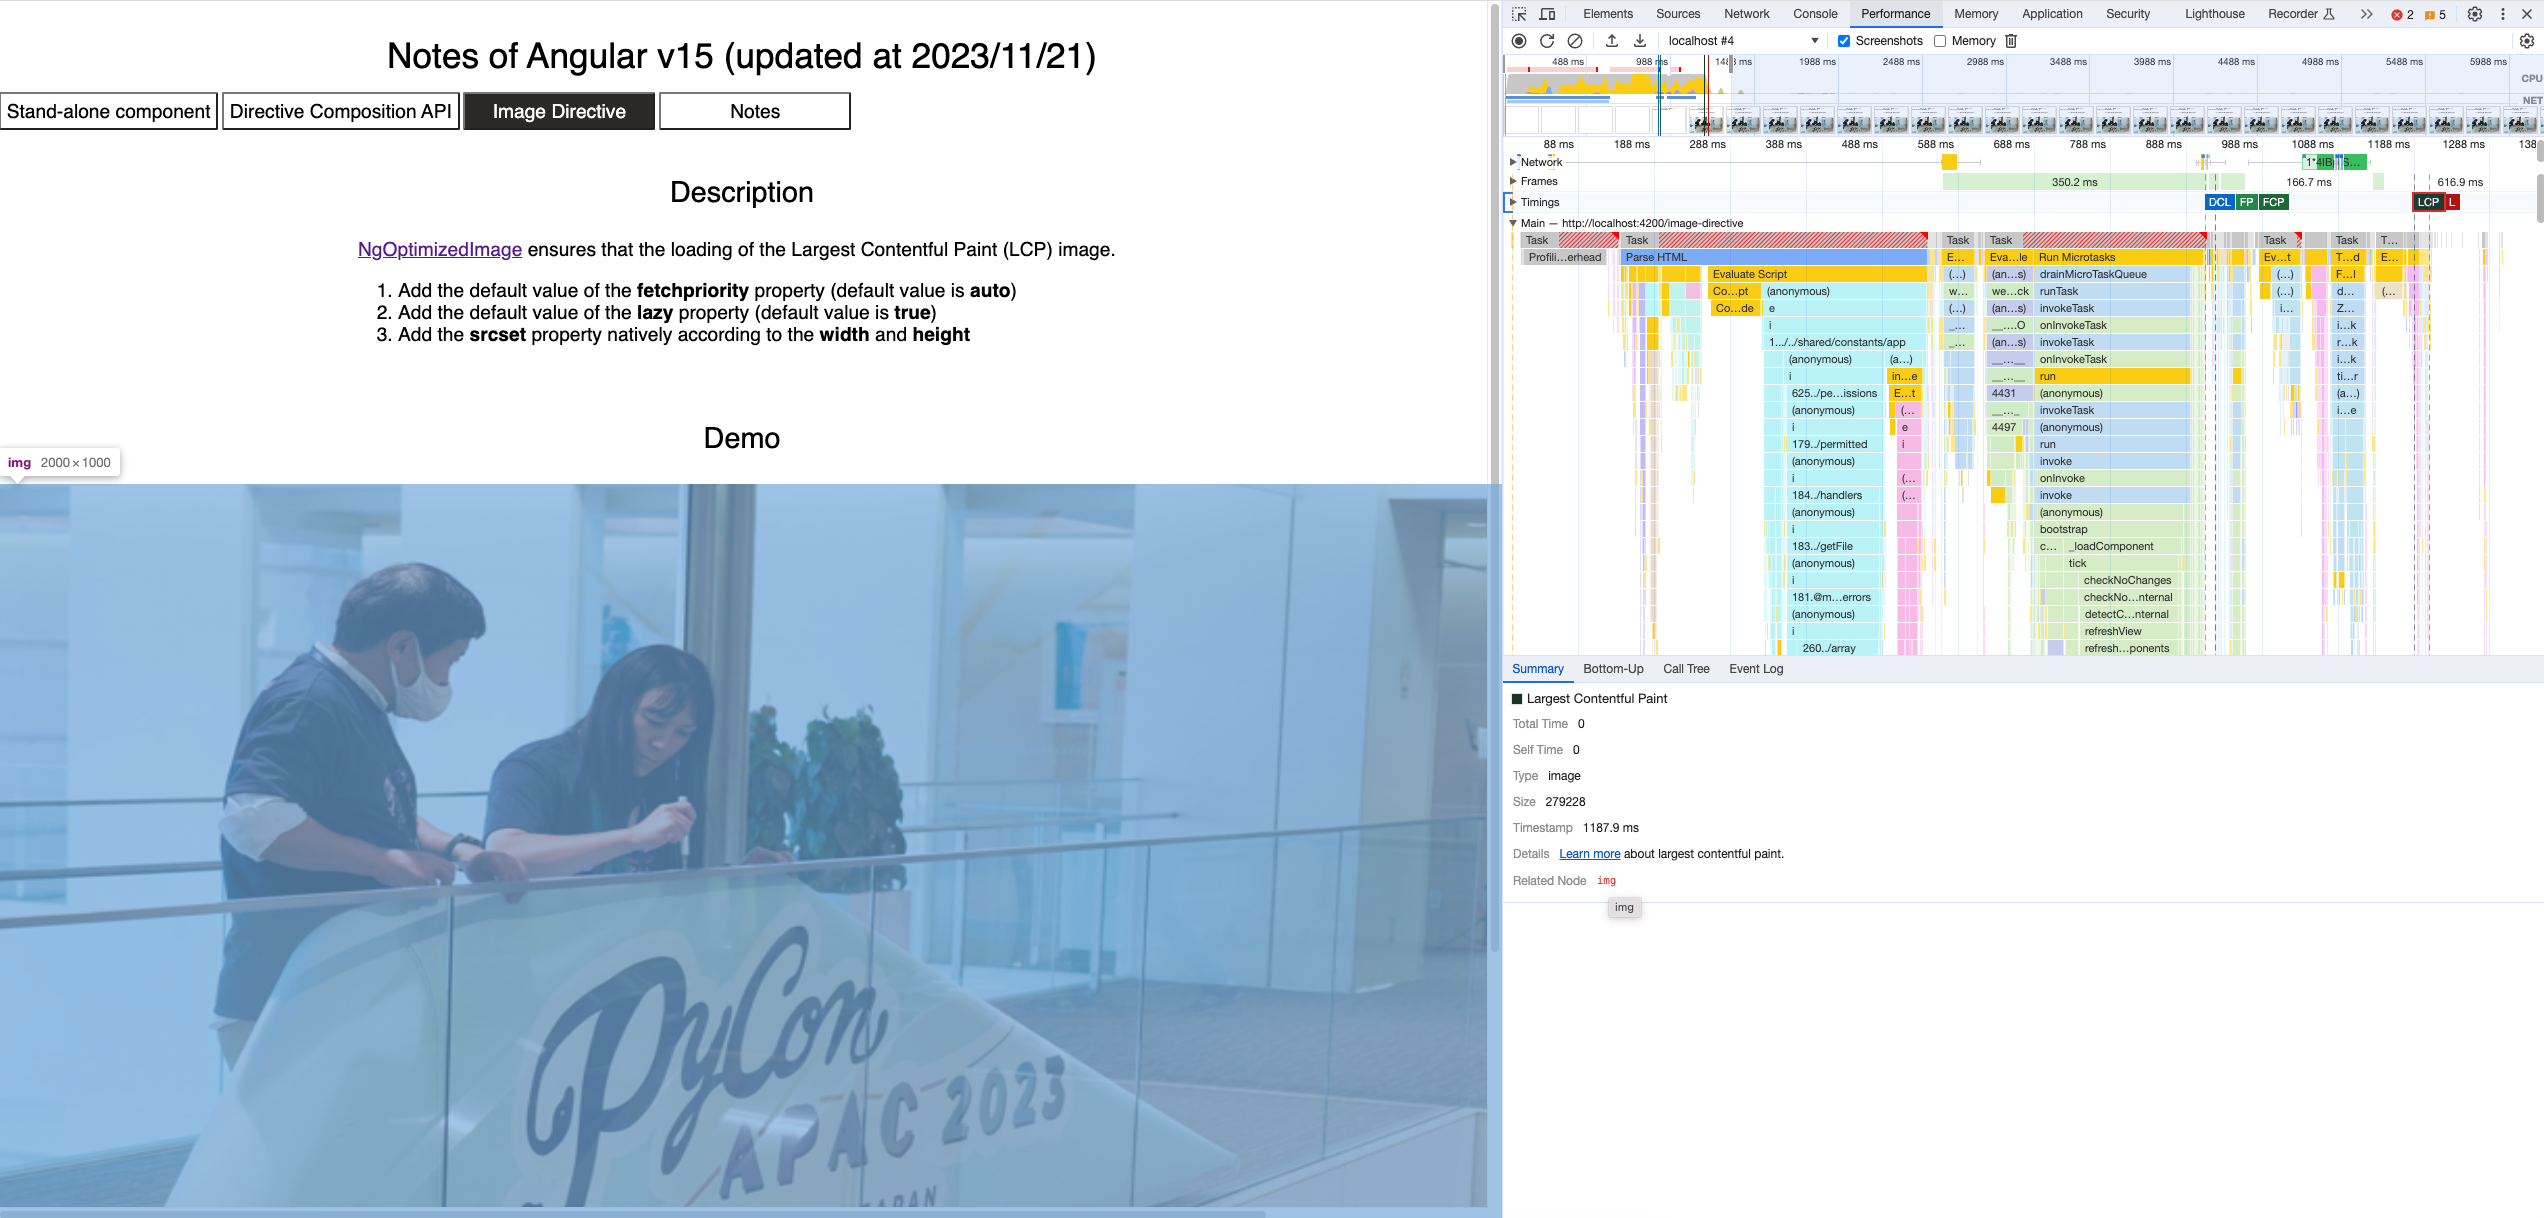 Notes of Angular v15 (updated at 2023/11/21)
Stand-alone component
Directive Composition API
Image Directive
Notes
Description
NgOptimizedImage ensures that the loading of the Largest Contentful Paint (LCP) image.
1. Add the default value of the fetchpriority property (default value is auto)
2. Add the default value of the lazy property (default value is true)
3. Add the srcset property natively according to the width and height
Demo
img 2000 × 1000
PyCon
APAC 2023
Elements Sources Network Console Performance Memory Application Security Lighthouse Recorder 2 5
localhost #4 Screenshots Memory
488 ms 988 ms 1988 ms 2488 ms 2988 ms 3488 ms 3988 ms 4488 ms 4988 ms 5488 ms 5988 ms
CPU
NET
88 ms 188 ms 288 ms 388 ms 488 ms 588 ms 688 ms 788 ms 888 ms 988 ms 1088 ms 1188 ms 1288 ms
Network
Frames 350.2 ms 166.7 ms 616.9 ms
Timings DCL FP FCP LCP L
Main — http://localhost:4200/image-directive
Task Task Task Task Task Task T...
Profili...erhead Parse HTML E... Eva...le Run Microtasks Ev...t T...d E...
Evaluate Script (...) (an...s) drainMicroTaskQueue (...) F...l
Co...pt (anonymous) w... we...ck runTask (...) d... (...
Co...de e (...) (an...s) invokeTask i... Z...
i _... __....O onInvokeTask i...k
1.../../shared/constants/app _... (an...s) invokeTask r...k
(anonymous) (a...) __...__ onInvokeTask i...k
i in...e __...__ run ti...r
625../pe...issions E...t 4431 (anonymous) (a...)
(anonymous) (... __..._ invokeTask i...e
i e 4497 (anonymous)
179../permitted i run
(anonymous) invoke
i (... onInvoke
184../handlers (... invoke
(anonymous) (anonymous)
i bootstrap
183../getFile c... _loadComponent
(anonymous) tick
i checkNoChanges
181.@m...errors checkNo...nternal
(anonymous) detectC...nternal
i refreshView
260../array refresh...ponents
Summary Bottom-Up Call Tree Event Log
Largest Contentful Paint
Total Time 0
Self Time 0
Type image
Size 279228
Timestamp 1187.9 ms
Details Learn more about largest contentful paint.
Related Node img
img